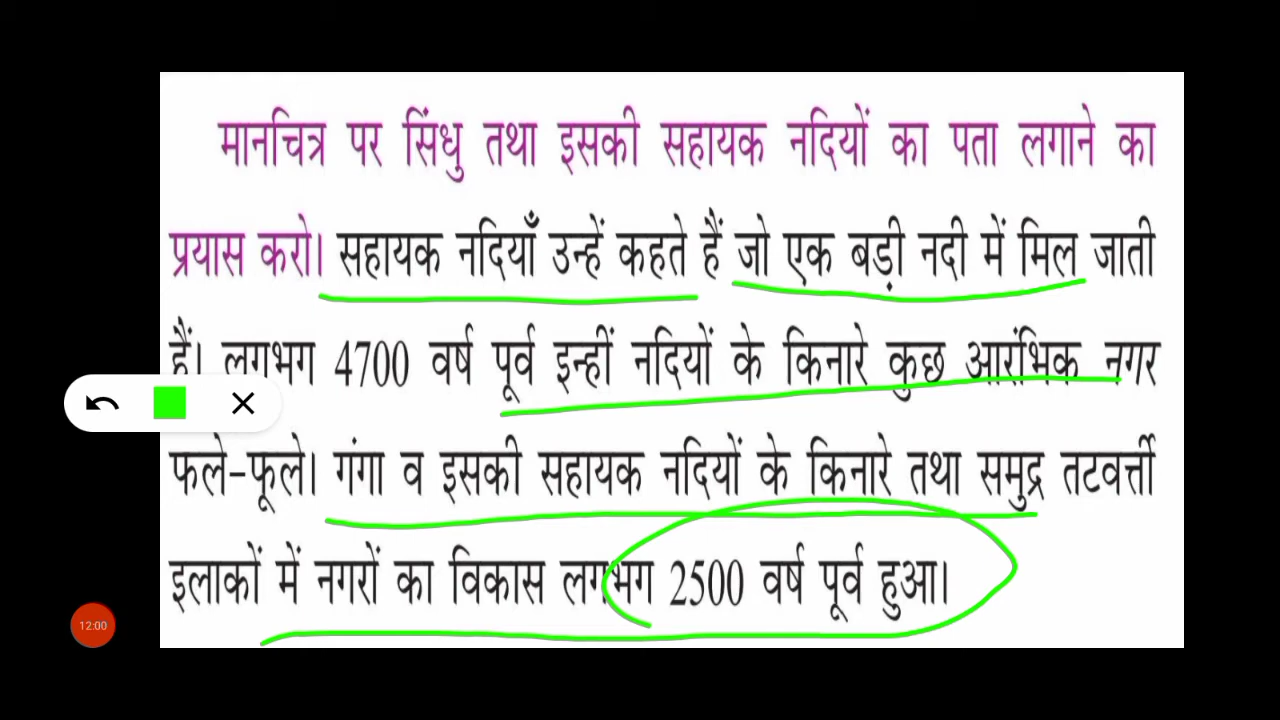 मानचित्र पर सिंधु तथा इसकी सहायक नदियों का पता लगाने का
प्रयास करो। सहायक नदियाँ उन्हें कहते हैं जो एक बड़ी नदी में मिल जाती
हैं। लगभग 4700 वर्ष पूर्व इन्हीं नदियों के किनारे कुछ आरंभिक नगर
फले-फूले। गंगा व इसकी सहायक नदियों के किनारे तथा समुद्र तटवर्त्ती
इलाकों में नगरों का विकास लगभग 2500 वर्ष पूर्व हुआ।
12:00